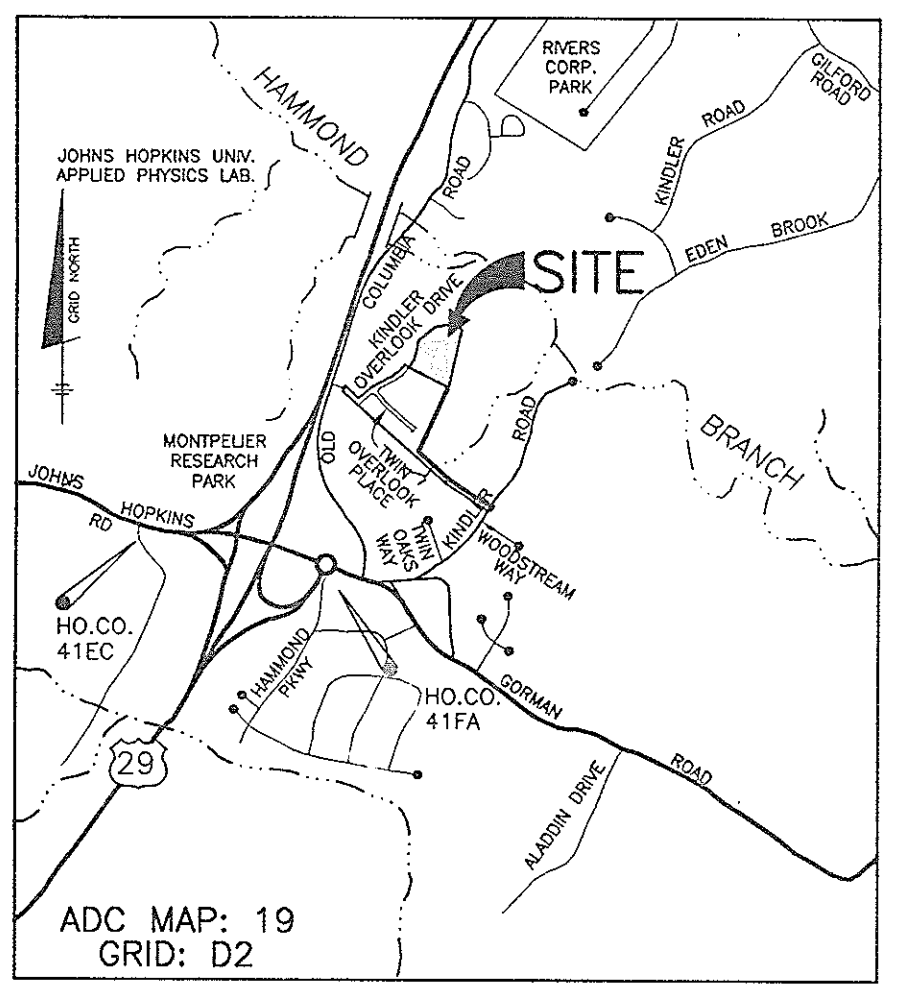 RIVERS
CORP.
PARK
GILFORD
ROAD
HAMMOND
ROAD
KINDLER
JOHNS HOPKINS UNIV.
APPLIED PHYSICS LAB.
ROAD
COLUMBIA
OLD
EDEN BROOK
GRID NORTH
SITE
KINDLER
OVERLOOK DRIVE
ROAD
KINDLER
BRANCH
MONTPELIER
RESEARCH
PARK
TWIN
OVERLOOK
PLACE
JOHNS
HOPKINS
RD
TWIN
OAKS
WAY
WOODSTREAM
WAY
HO.CO.
41EC
HAMMOND
PKWY
HO.CO.
41FA
GORMAN
ROAD
29
ALADDIN DRIVE
ADC MAP: 19
GRID: D2